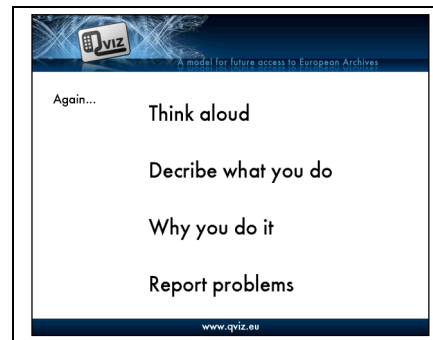 QVIZ
A model for future access to European Archives
Again...
Think aloud
Decribe what you do
Why you do it
Report problems
www.qviz.eu